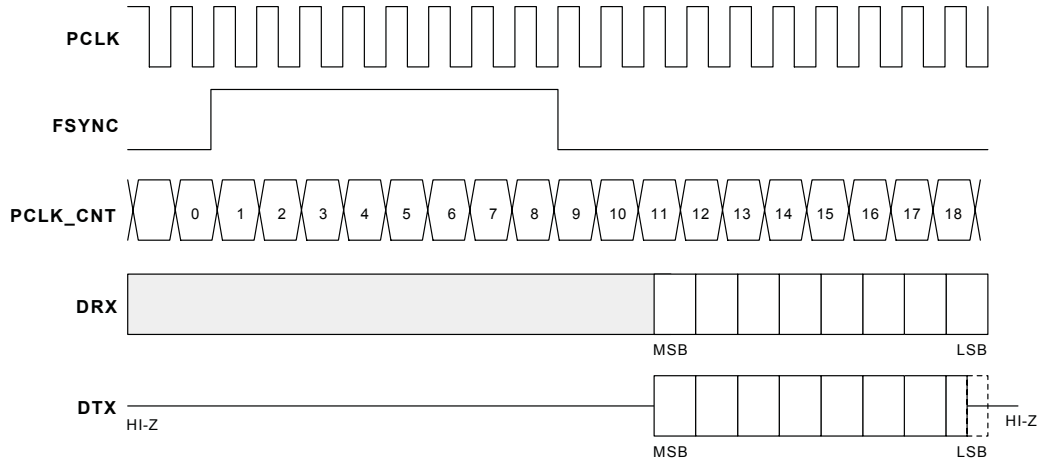 PCLK
FSYNC
PCLK_CNT
0 1 2 3 4 5 6 7 8 9 10 11 12 13 14 15 16 17 18
DRX
MSB LSB
DTX
HI-Z HI-Z
MSB LSB